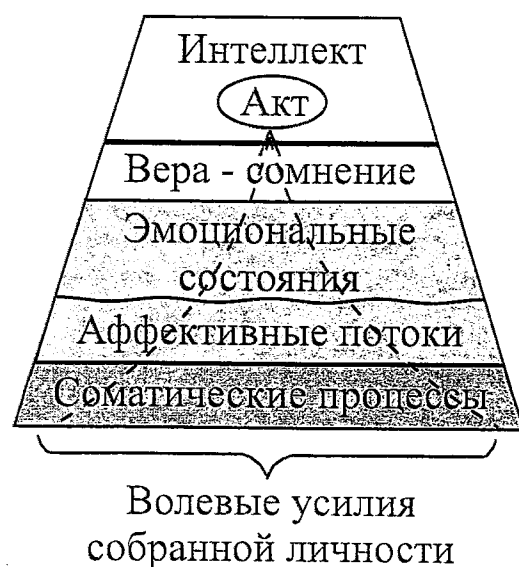 Интеллект
Акт
Вера - сомнение
Эмоциональные
состояния
Аффективные потоки
Соматические процессы
Волевые усилия
собранной личности